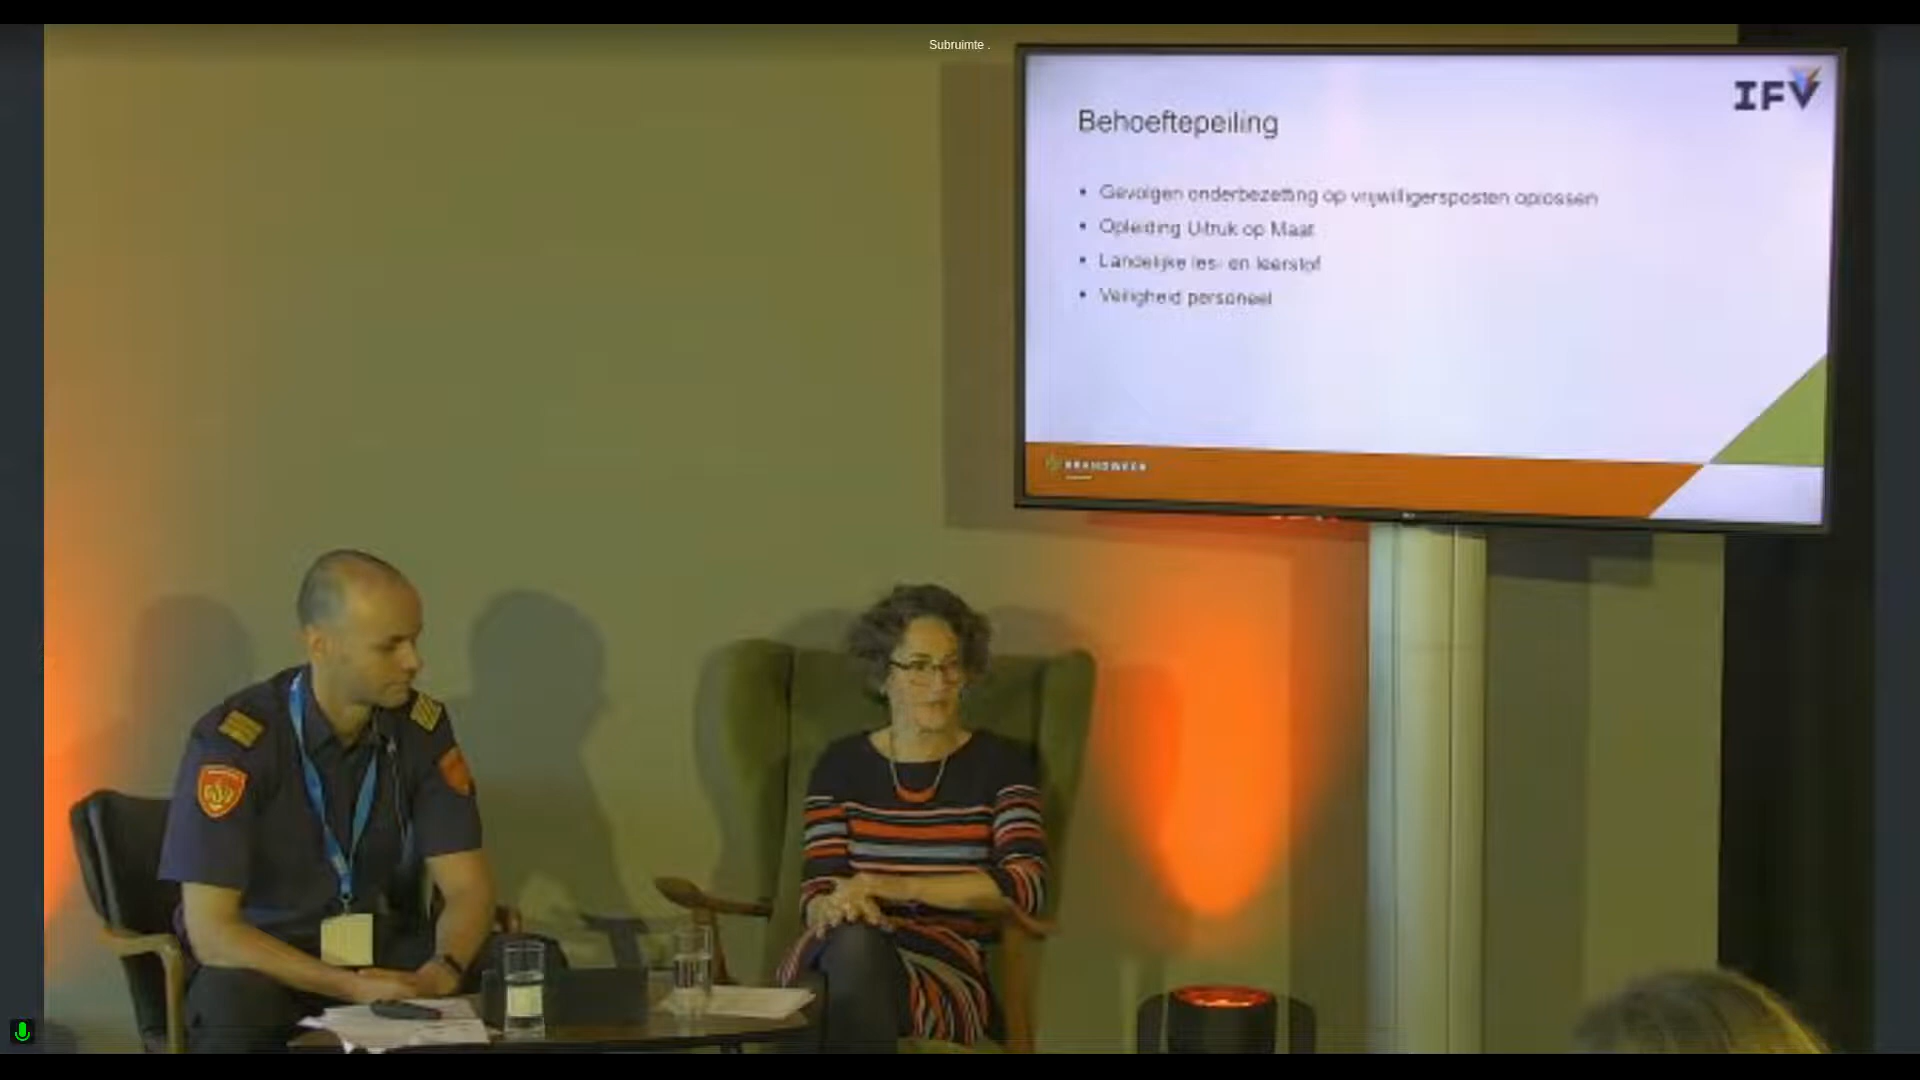 Subruimte .
IFV
Behoeftepeiling
• Gevolgen onderbezetting op vrijwilligersposten oplossen
• Opleiding Uitruk op Maat
• Landelijke les- en leerstof
• Veiligheid personeel
BRANDWEER